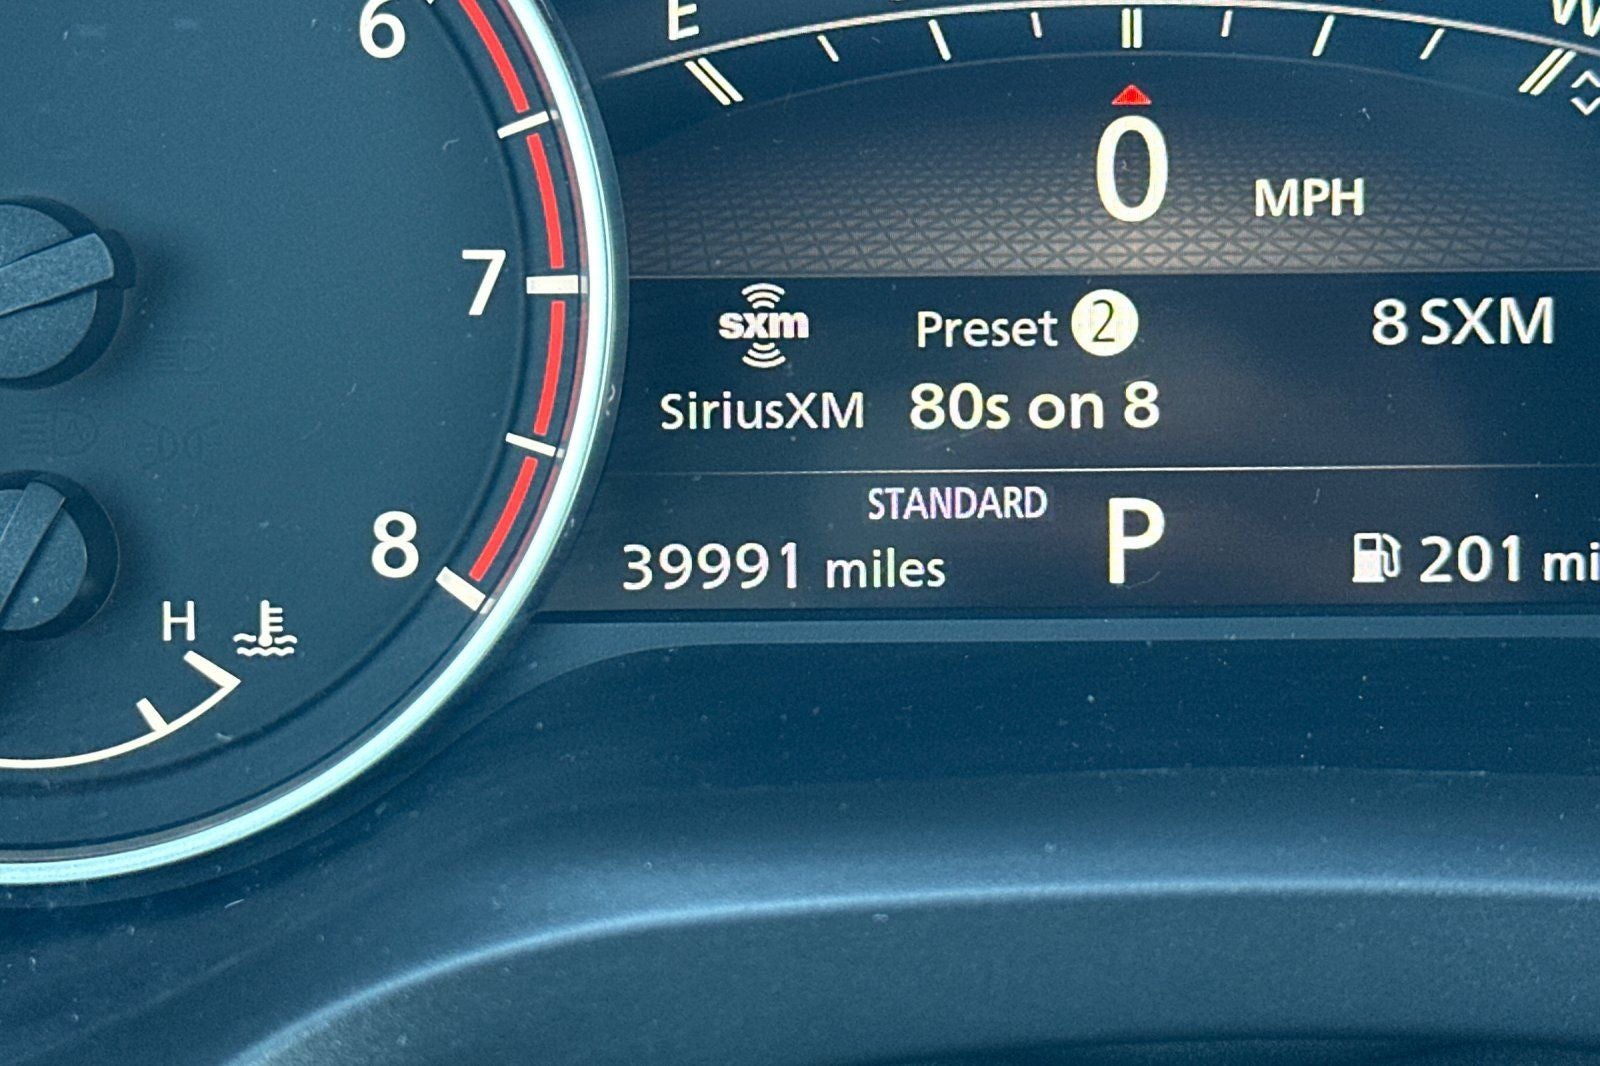 6
7
8
H
E
W
0 MPH
sxm
SiriusXM
Preset 2
8 SXM
80s on 8
STANDARD
39991 miles
P
201 mi